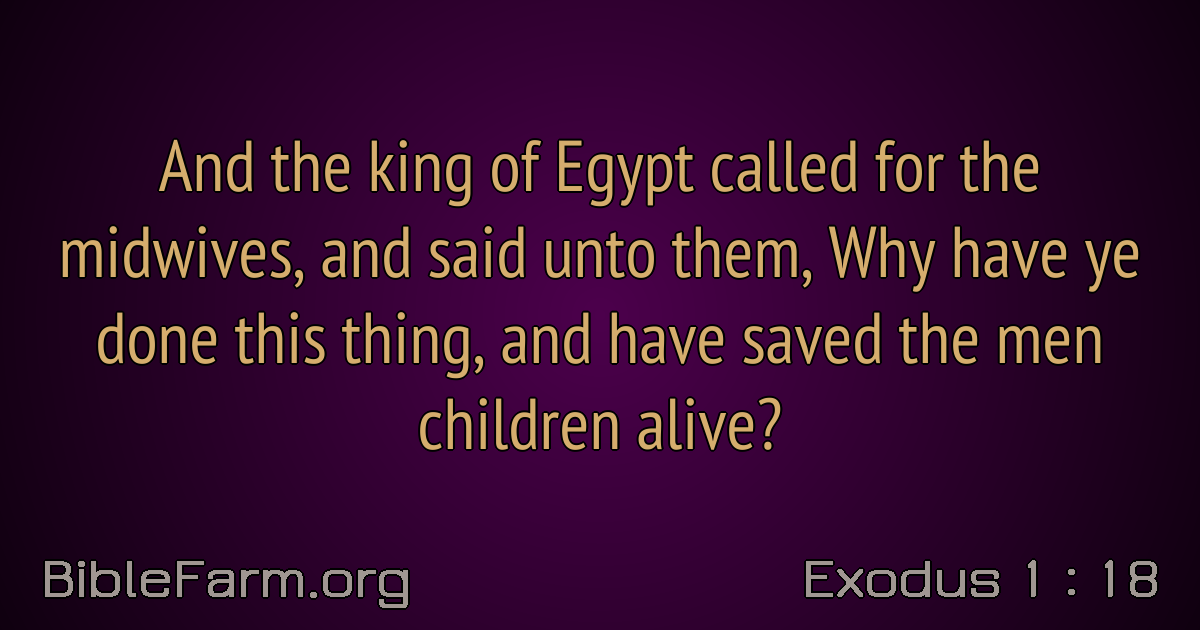 And the king of Egypt called for the
midwives, and said unto them, Why have ye
done this thing, and have saved the men
children alive?
BibleFarm.org
Exodus 1 : 18